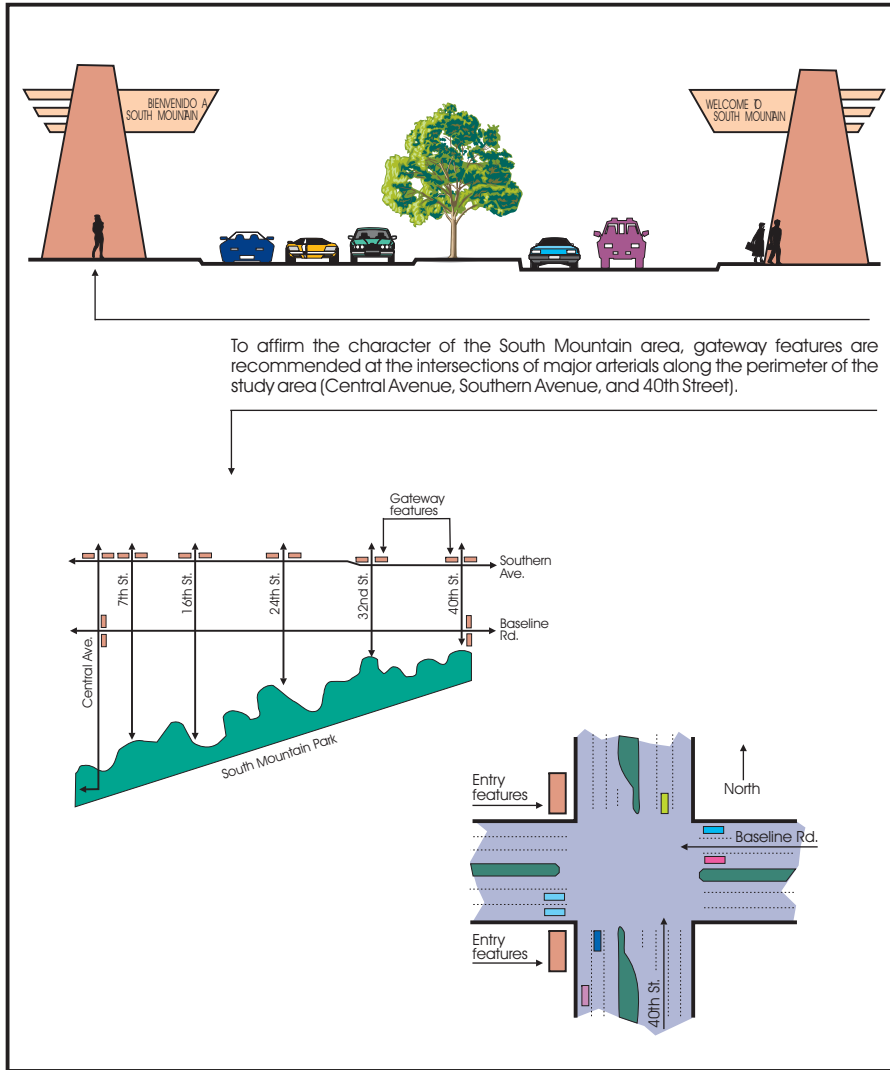 BIENVENIDO A
SOUTH MOUNTAIN
WELCOME TO
SOUTH MOUNTAIN
To affirm the character of the South Mountain area, gateway features are
recommended at the intersections of major arterials along the perimeter of the
study area (Central Avenue, Southern Avenue, and 40th Street).
Gateway
features
Southern
Ave.
7th St.
16th St.
24th St.
32nd St.
40th St.
Baseline
Rd.
Central Ave.
South Mountain Park
Entry
features
North
Baseline Rd.
Entry
features
40th St.